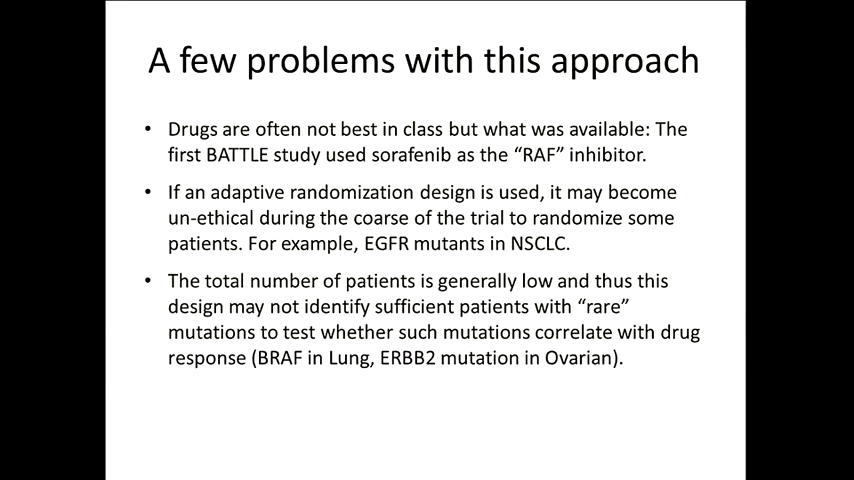 A few problems with this approach
• Drugs are often not best in class but what was available: The
first BATTLE study used sorafenib as the “RAF” inhibitor.
• If an adaptive randomization design is used, it may become
un-ethical during the coarse of the trial to randomize some
patients. For example, EGFR mutants in NSCLC.
• The total number of patients is generally low and thus this
design may not identify sufficient patients with “rare”
mutations to test whether such mutations correlate with drug
response (BRAF in Lung, ERBB2 mutation in Ovarian).